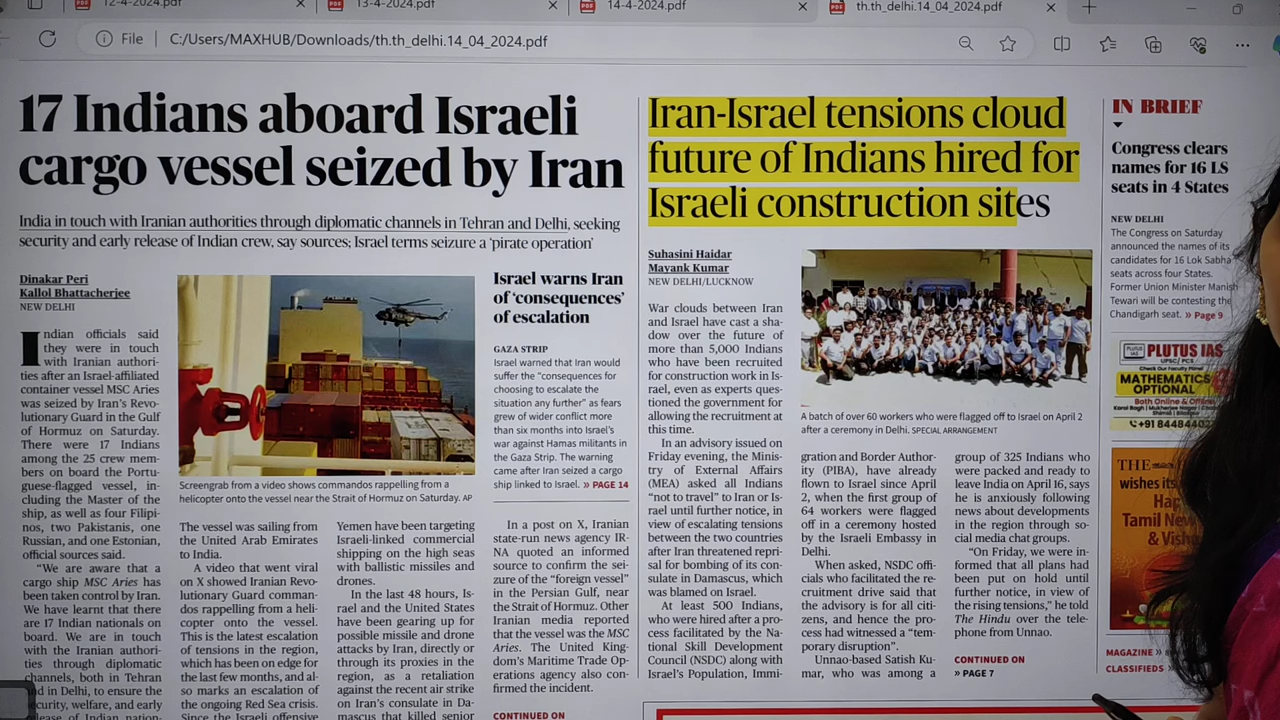 12-4-2024.pdf
13-4-2024.pdf
14-4-2024.pdf
th.th_delhi.14_04_2024.pdf
File
C:/Users/MAXHUB/Downloads/th.th_delhi.14_04_2024.pdf
17 Indians aboard Israeli
cargo vessel seized by Iran
India in touch with Iranian authorities through diplomatic channels in Tehran and Delhi, seeking
security and early release of Indian crew, say sources; Israel terms seizure a ‘pirate operation’
Dinakar Peri
Kallol Bhattacherjee
NEW DELHI
Indian officials said
they were in touch
with Iranian authori-
ties after an Israel-affiliated
container vessel MSC Aries
was seized by Iran's Revo-
lutionary Guard in the Gulf
of Hormuz on Saturday.
There were 17 Indians
among the 25 crew mem-
bers on board the Portu-
guese-flagged vessel, in-
cluding the Master of the
ship, as well as four Filipi-
nos, two Pakistanis, one
Russian, and one Estonian,
official sources said.
“We are aware that a
cargo ship MSC Aries has
been taken control by Iran.
We have learnt that there
are 17 Indian nationals on
board. We are in touch
with the Iranian authori-
ties through diplomatic
channels, both in Tehran
and in Delhi, to ensure the
security, welfare, and early
release of Indian nation-
Screengrab from a video shows commandos rappelling from a
helicopter onto the vessel near the Strait of Hormuz on Saturday. AP
The vessel was sailing from
the United Arab Emirates
to India.
A video that went viral
on X showed Iranian Revo-
lutionary Guard comman-
dos rappelling from a heli-
copter onto the vessel.
This is the latest escalation
of tensions in the region,
which has been on edge for
the last few months, and al-
so marks an escalation of
the ongoing Red Sea crisis.
Since the Israeli offensive
Yemen have been targeting
Israeli-linked commercial
shipping on the high seas
with ballistic missiles and
drones.
In the last 48 hours, Is-
rael and the United States
have been gearing up for
possible missile and drone
attacks by Iran, directly or
through its proxies in the
region, as a retaliation
against the recent air strike
on Iran's consulate in Da-
mascus that killed senior
Israel warns Iran
of ‘consequences’
of escalation
GAZA STRIP
Israel warned that Iran would
suffer the “consequences for
choosing to escalate the
situation any further” as fears
grew of wider conflict more
than six months into Israel's
war against Hamas militants in
the Gaza Strip. The warning
came after Iran seized a cargo
ship linked to Israel. » PAGE 14
In a post on X, Iranian
state-run news agency IR-
NA quoted an informed
source to confirm the sei-
zure of the “foreign vessel”
in the Persian Gulf, near
the Strait of Hormuz. Other
Iranian media reported
that the vessel was the MSC
Aries. The United King-
dom's Maritime Trade Op-
erations agency also con-
firmed the incident.
CONTINUED ON
Iran-Israel tensions cloud
future of Indians hired for
Israeli construction sites
Suhasini Haidar
Mayank Kumar
NEW DELHI/LUCKNOW
War clouds between Iran
and Israel have cast a sha-
dow over the future of
more than 5,000 Indians
who have been recruited
for construction work in Is-
rael, even as experts ques-
tioned the government for
allowing the recruitment at
this time.
In an advisory issued on
Friday evening, the Minis-
try of External Affairs
(MEA) asked all Indians
“not to travel” to Iran or Is-
rael until further notice, in
view of escalating tensions
between the two countries
after Iran threatened repri-
sal for bombing of its con-
sulate in Damascus, which
was blamed on Israel.
At least 500 Indians,
who were hired after a pro-
cess facilitated by the Na-
tional Skill Development
Council (NSDC) along with
Israel's Population, Immi-
A batch of over 60 workers who were flagged off to Israel on April 2
after a ceremony in Delhi. SPECIAL ARRANGEMENT
gration and Border Author-
ity (PIBA), have already
flown to Israel since April
2, when the first group of
64 workers were flagged
off in a ceremony hosted
by the Israeli Embassy in
Delhi.
When asked, NSDC offi-
cials who facilitated the re-
cruitment drive said that
the advisory is for all citi-
zens, and hence the pro-
cess had witnessed a “tem-
porary disruption”.
Unnao-based Satish Ku-
mar, who was among a
group of 325 Indians who
were packed and ready to
leave India on April 16, says
he is anxiously following
news about developments
in the region through so-
cial media chat groups.
“On Friday, we were in-
formed that all plans had
been put on hold until
further notice, in view of
the rising tensions,” he told
The Hindu over the tele-
phone from Unnao.
CONTINUED ON
» PAGE 7
IN BRIEF
Congress clears
names for 16 LS
seats in 4 States
NEW DELHI
The Congress on Saturday
announced the names of its
candidates for 16 Lok Sabha
seats across four States.
Former Union Minister Manish
Tewari will be contesting the
Chandigarh seat. » Page 9
PLUTUS IAS
UPSC/ PCS
Check Our Faculty Panel
MATHEMATICS
OPTIONAL
Both Online & Offline
+91 84484402
THE
wishes its
Hap
Tamil New
& Vish
MAGAZINE »
CLASSIFIEDS »